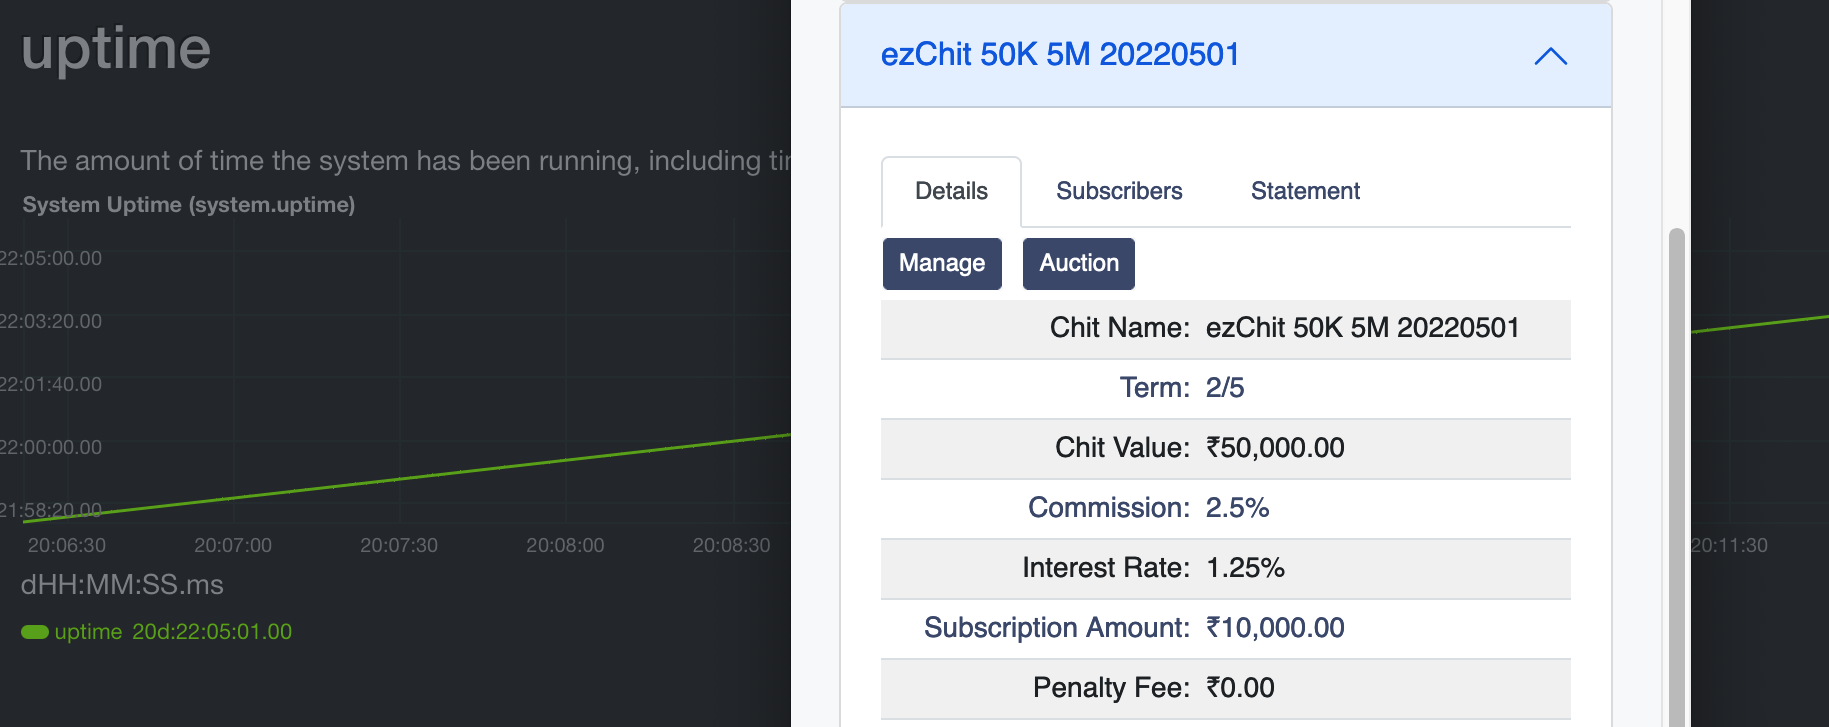 uptime
The amount of time the system has been running, including
System Uptime (system.uptime)
22:05:00.00
22:03:20.00
22:01:40.00
22:00:00.00
21:58:20.00
20:06:30 20:07:00 20:07:30 20:08:00 20:08:30
20:11:30
dHH:MM:SS.ms
uptime 20d:22:05:01.00
ezChit 50K 5M 20220501
Details Subscribers Statement
Manage Auction
Chit Name: ezChit 50K 5M 20220501
Term: 2/5
Chit Value: ₹50,000.00
Commission: 2.5%
Interest Rate: 1.25%
Subscription Amount: ₹10,000.00
Penalty Fee: ₹0.00